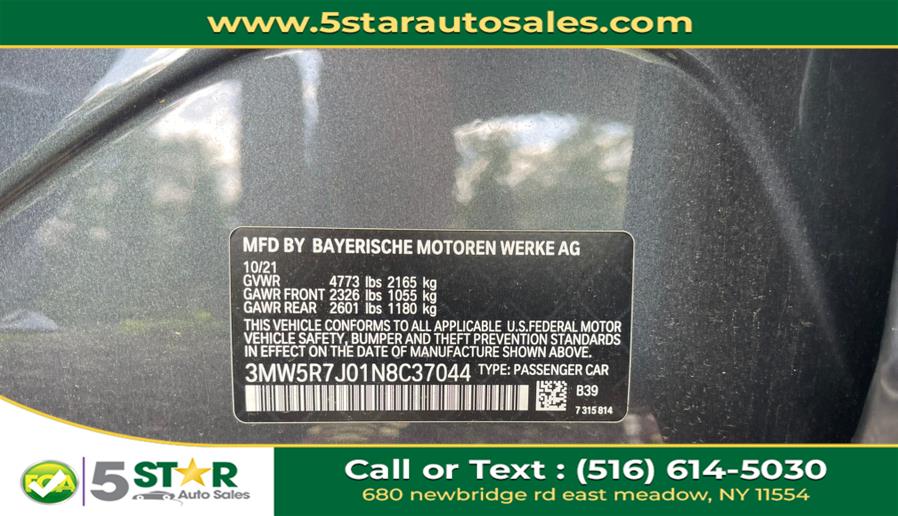 www.5starautosales.com
MFD BY BAYERISCHE MOTOREN WERKE AG
10/21
GVWR 4773 lbs 2165 kg
GAWR FRONT 2326 lbs 1055 kg
GAWR REAR 2601 lbs 1180 kg
THIS VEHICLE CONFORMS TO ALL APPLICABLE U.S.FEDERAL MOTOR
VEHICLE SAFETY, BUMPER AND THEFT PREVENTION STANDARDS
IN EFFECT ON THE DATE OF MANUFACTURE SHOWN ABOVE.
3MW5R7J01N8C37044 TYPE: PASSENGER CAR
B39
7 315 814
5 STAR
Auto Sales
Call or Text : (516) 614-5030
680 newbridge rd east meadow, NY 11554